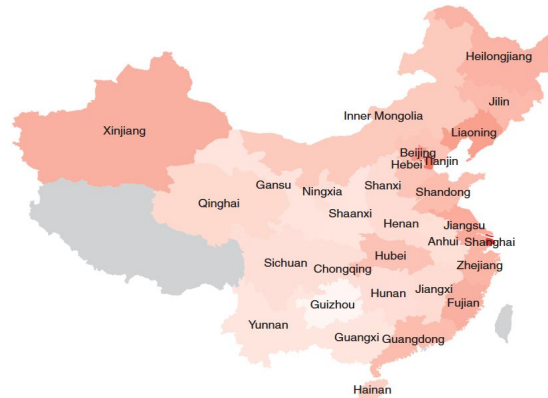 Heilongjiang
Jilin
Inner Mongolia
Xinjiang
Liaoning
Beijing
Tianjin
Hebei
Gansu
Ningxia
Shanxi
Shandong
Qinghai
Shaanxi
Henan
Jiangsu
Anhui
Shanghai
Sichuan
Chongqing
Hubei
Zhejiang
Guizhou
Hunan
Jiangxi
Fujian
Yunnan
Guangxi
Guangdong
Hainan